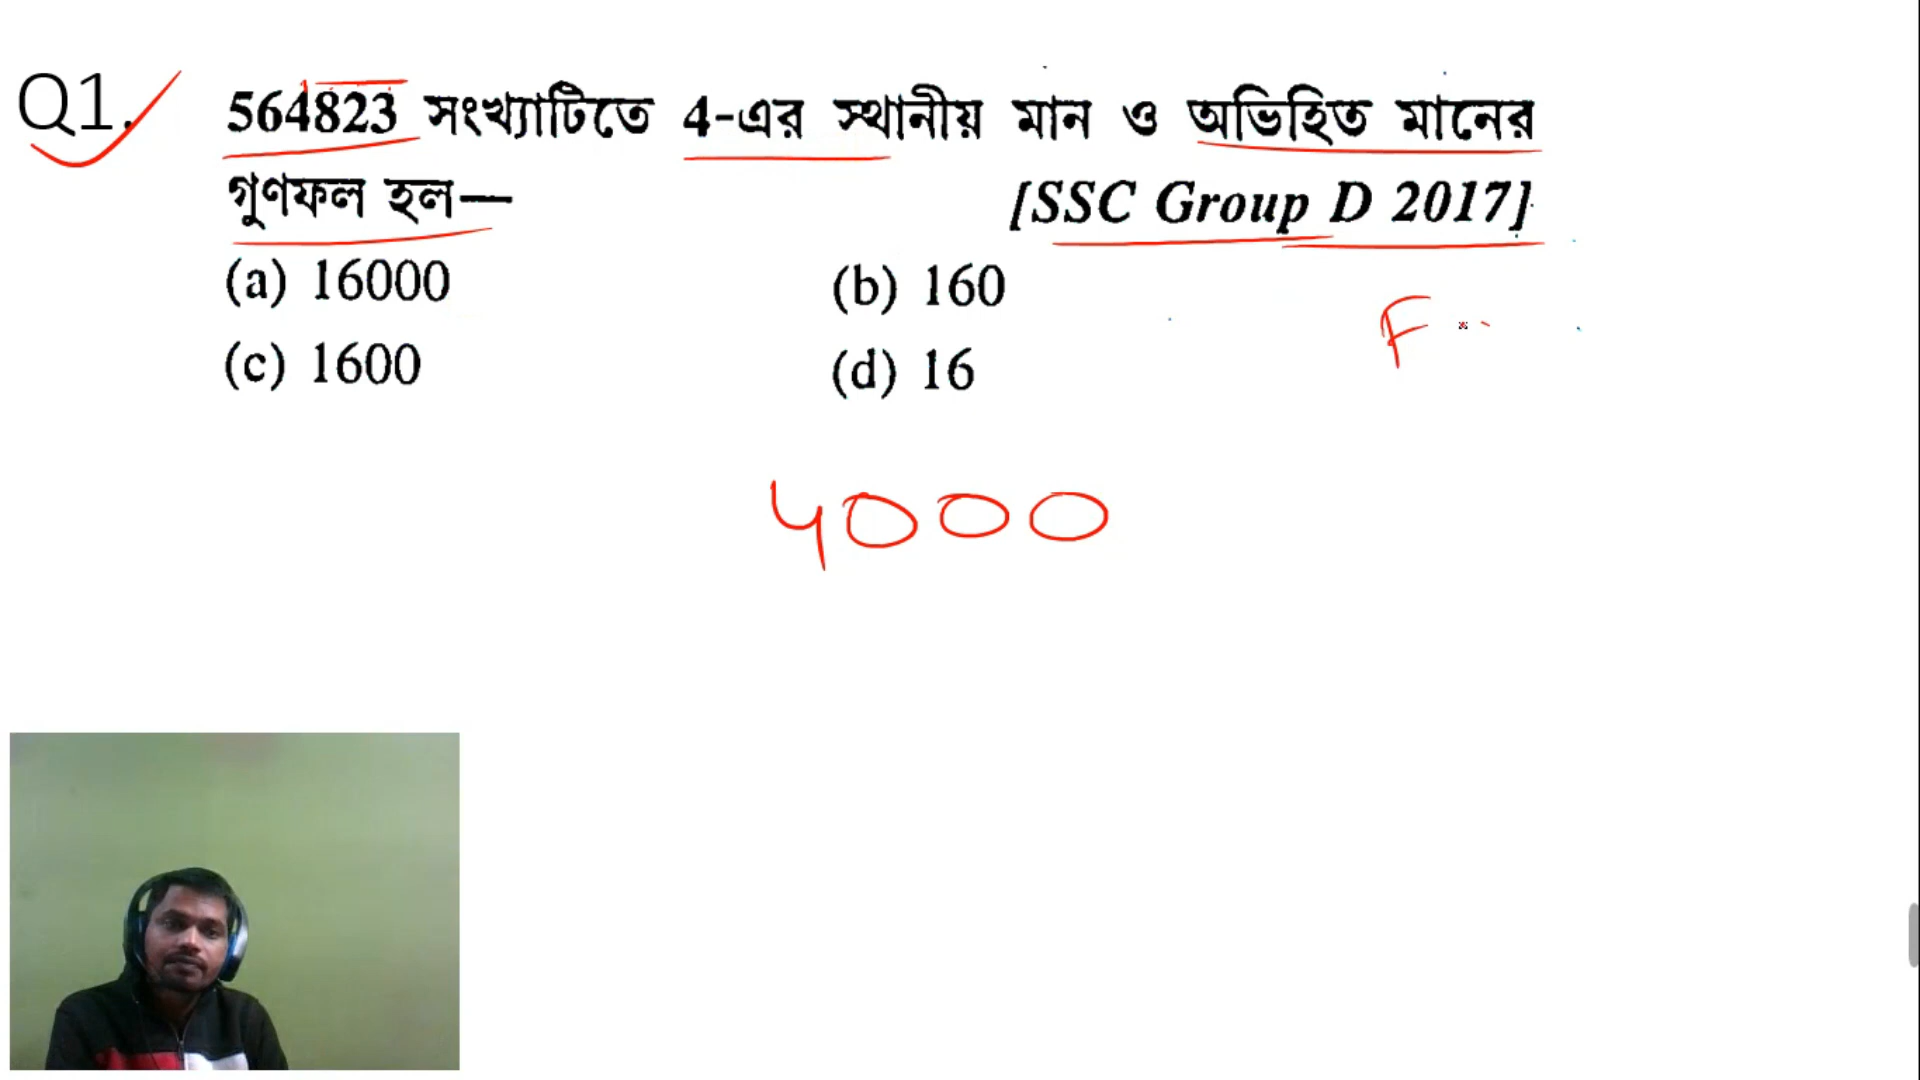 Q1. 564823 সংখ্যাটিতে 4-এর স্থানীয় মান ও অভিহিত মানের
গুণফল হল— [SSC Group D 2017]
(a) 16000 (b) 160
F
(c) 1600 (d) 16
4000